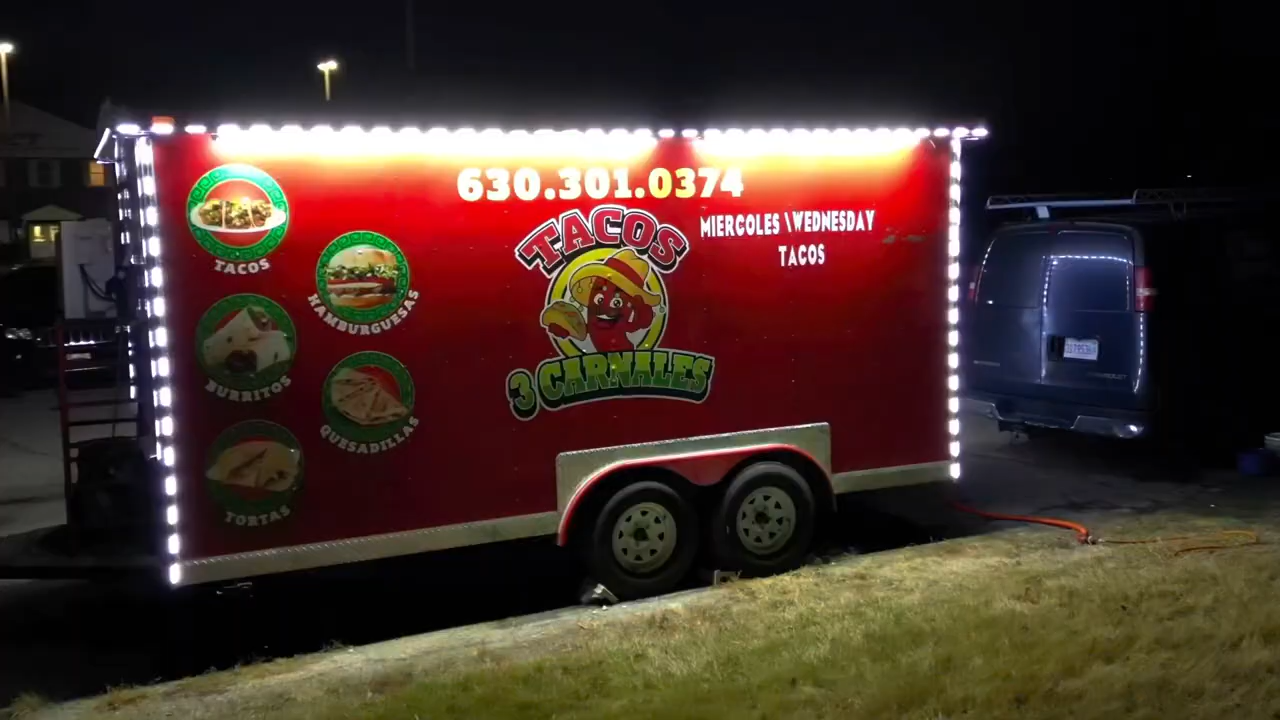 630.301.0374
MIERCOLES \WEDNESDAY
TACOS
TACOS
3 CARNALES
TACOS
HAMBURGUESAS
BURRITOS
QUESADILLAS
TORTAS